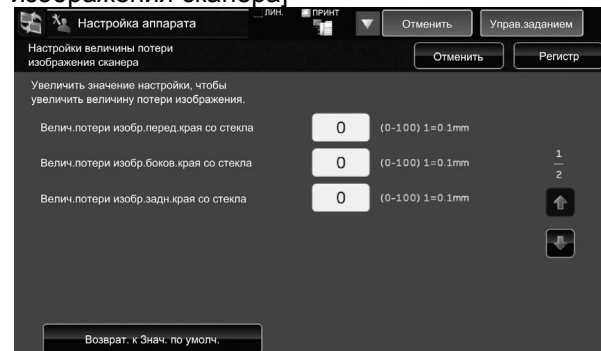 изображения сканера]
Настройка аппарата
ЛИН.
ПРИНТ
Отменить
Управ.заданием
Настройки величины потери
изображения сканера
Отменить
Регистр
Увеличить значение настройки, чтобы
увеличить величину потери изображения.
Велич.потери изобр.перед.края со стекла
0
(0-100) 1=0.1mm
Велич.потери изобр.боков.края со стекла
0
(0-100) 1=0.1mm
1
2
Велич.потери изобр.задн.края со стекла
0
(0-100) 1=0.1mm
Возврат. к Знач. по умолч.